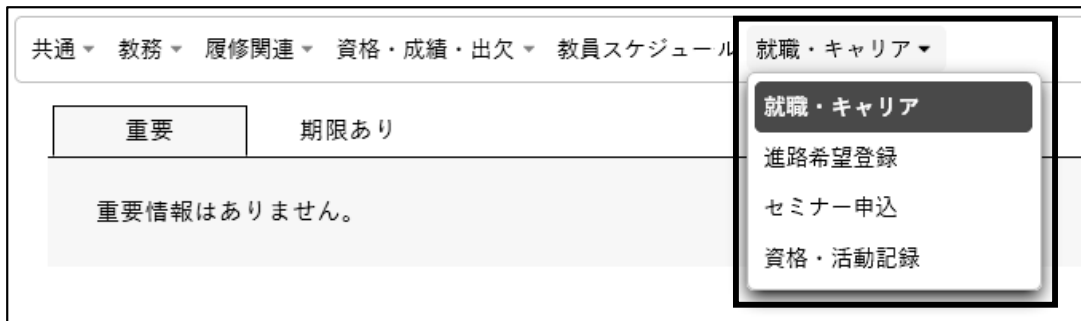 共通 教務 履修関連 資格・成績・出欠 教員スケジュール 就職・キャリア
就職・キャリア
進路希望登録
セミナー申込
資格・活動記録
重要 期限あり
重要情報はありません。